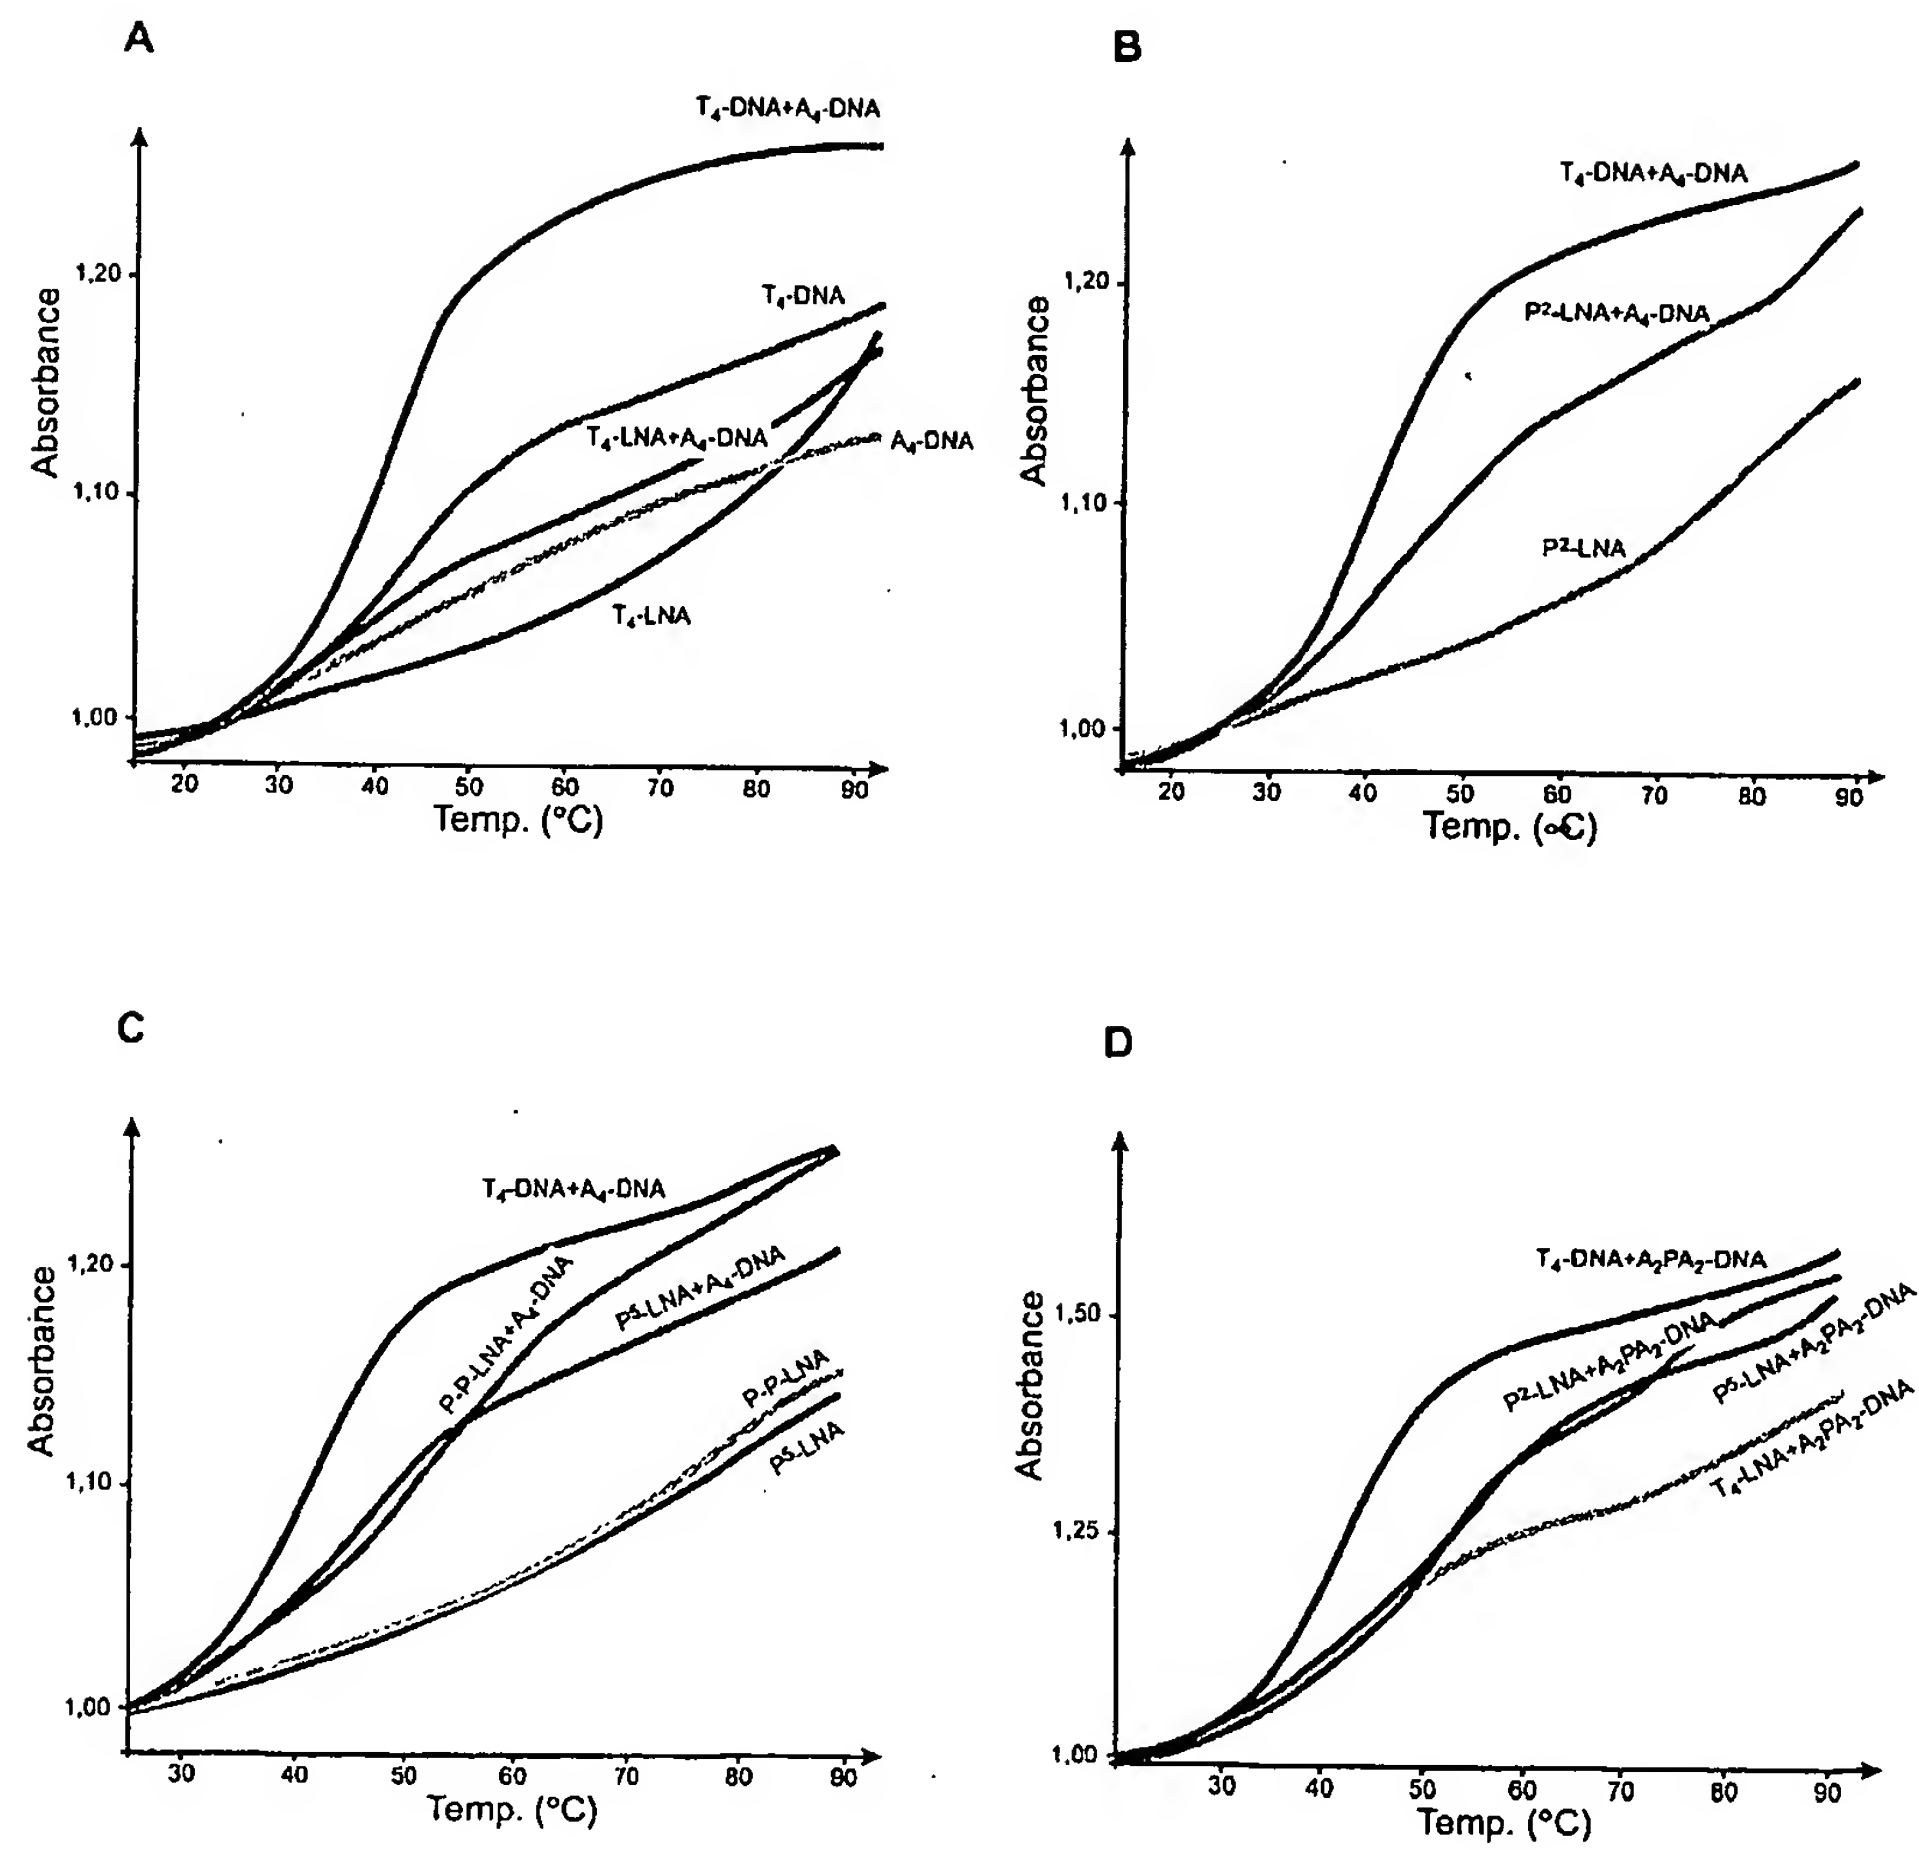 A
T₄-DNA+A₄-DNA
1,20
T₄-DNA
T₄-LNA+A₄-DNA
A₄-DNA
1,10
T₄-LNA
1,00
Absorbance
20 30 40 50 60 70 80 90
Temp. (°C)
B
T₄-DNA+A₄-DNA
1,20
P²-LNA+A₄-DNA
1,10
P²-LNA
1,00
Absorbance
20 30 40 50 60 70 80 90
Temp. (°C)
C
T₄-DNA+A₄-DNA
1,20
P-P-LNA+A₄-DNA
P⁵-LNA+A₄-DNA
P-P-LNA
P⁵-LNA
1,10
1,00
Absorbance
30 40 50 60 70 80 90
Temp. (°C)
D
T₄-DNA+A₂PA₂-DNA
1,50
P²-LNA+A₂PA₂-DNA
P⁵-LNA+A₂PA₂-DNA
T₄-LNA+A₂PA₂-DNA
1,25
1,00
Absorbance
30 40 50 60 70 80 90
Temp. (°C)